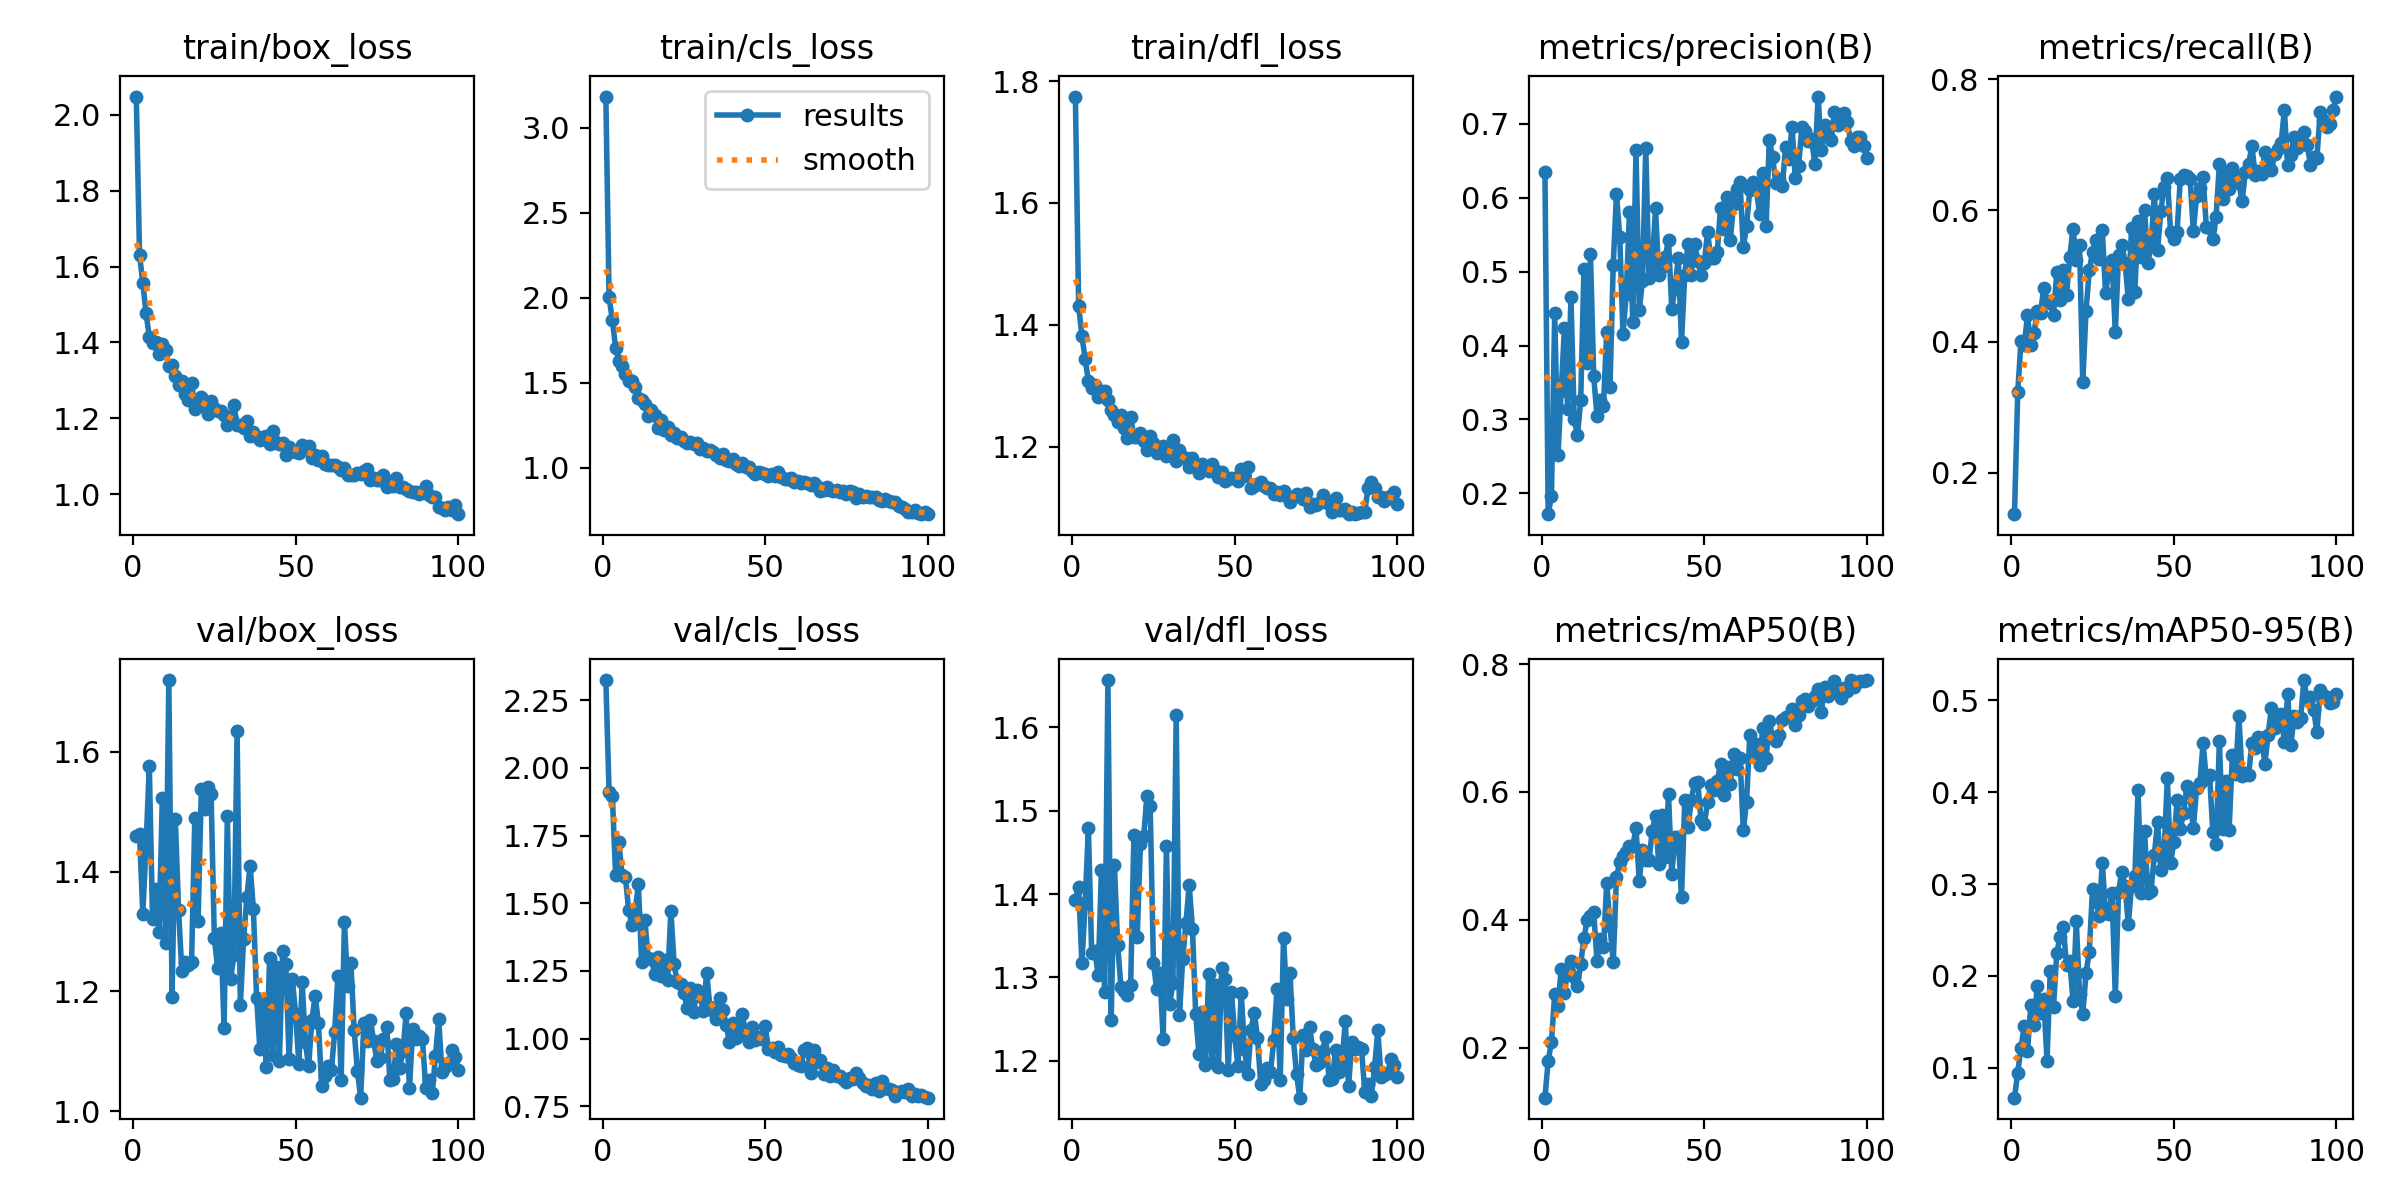 train/box_loss
2.0
1.8
1.6
1.4
1.2
1.0
0 50 100
train/cls_loss
results
smooth
3.0
2.5
2.0
1.5
1.0
0 50 100
train/dfl_loss
1.8
1.6
1.4
1.2
0 50 100
metrics/precision(B)
0.7
0.6
0.5
0.4
0.3
0.2
0 50 100
metrics/recall(B)
0.8
0.6
0.4
0.2
0 50 100
val/box_loss
1.6
1.4
1.2
1.0
0 50 100
val/cls_loss
2.25
2.00
1.75
1.50
1.25
1.00
0.75
0 50 100
val/dfl_loss
1.6
1.5
1.4
1.3
1.2
0 50 100
metrics/mAP50(B)
0.8
0.6
0.4
0.2
0 50 100
metrics/mAP50-95(B)
0.5
0.4
0.3
0.2
0.1
0 50 100